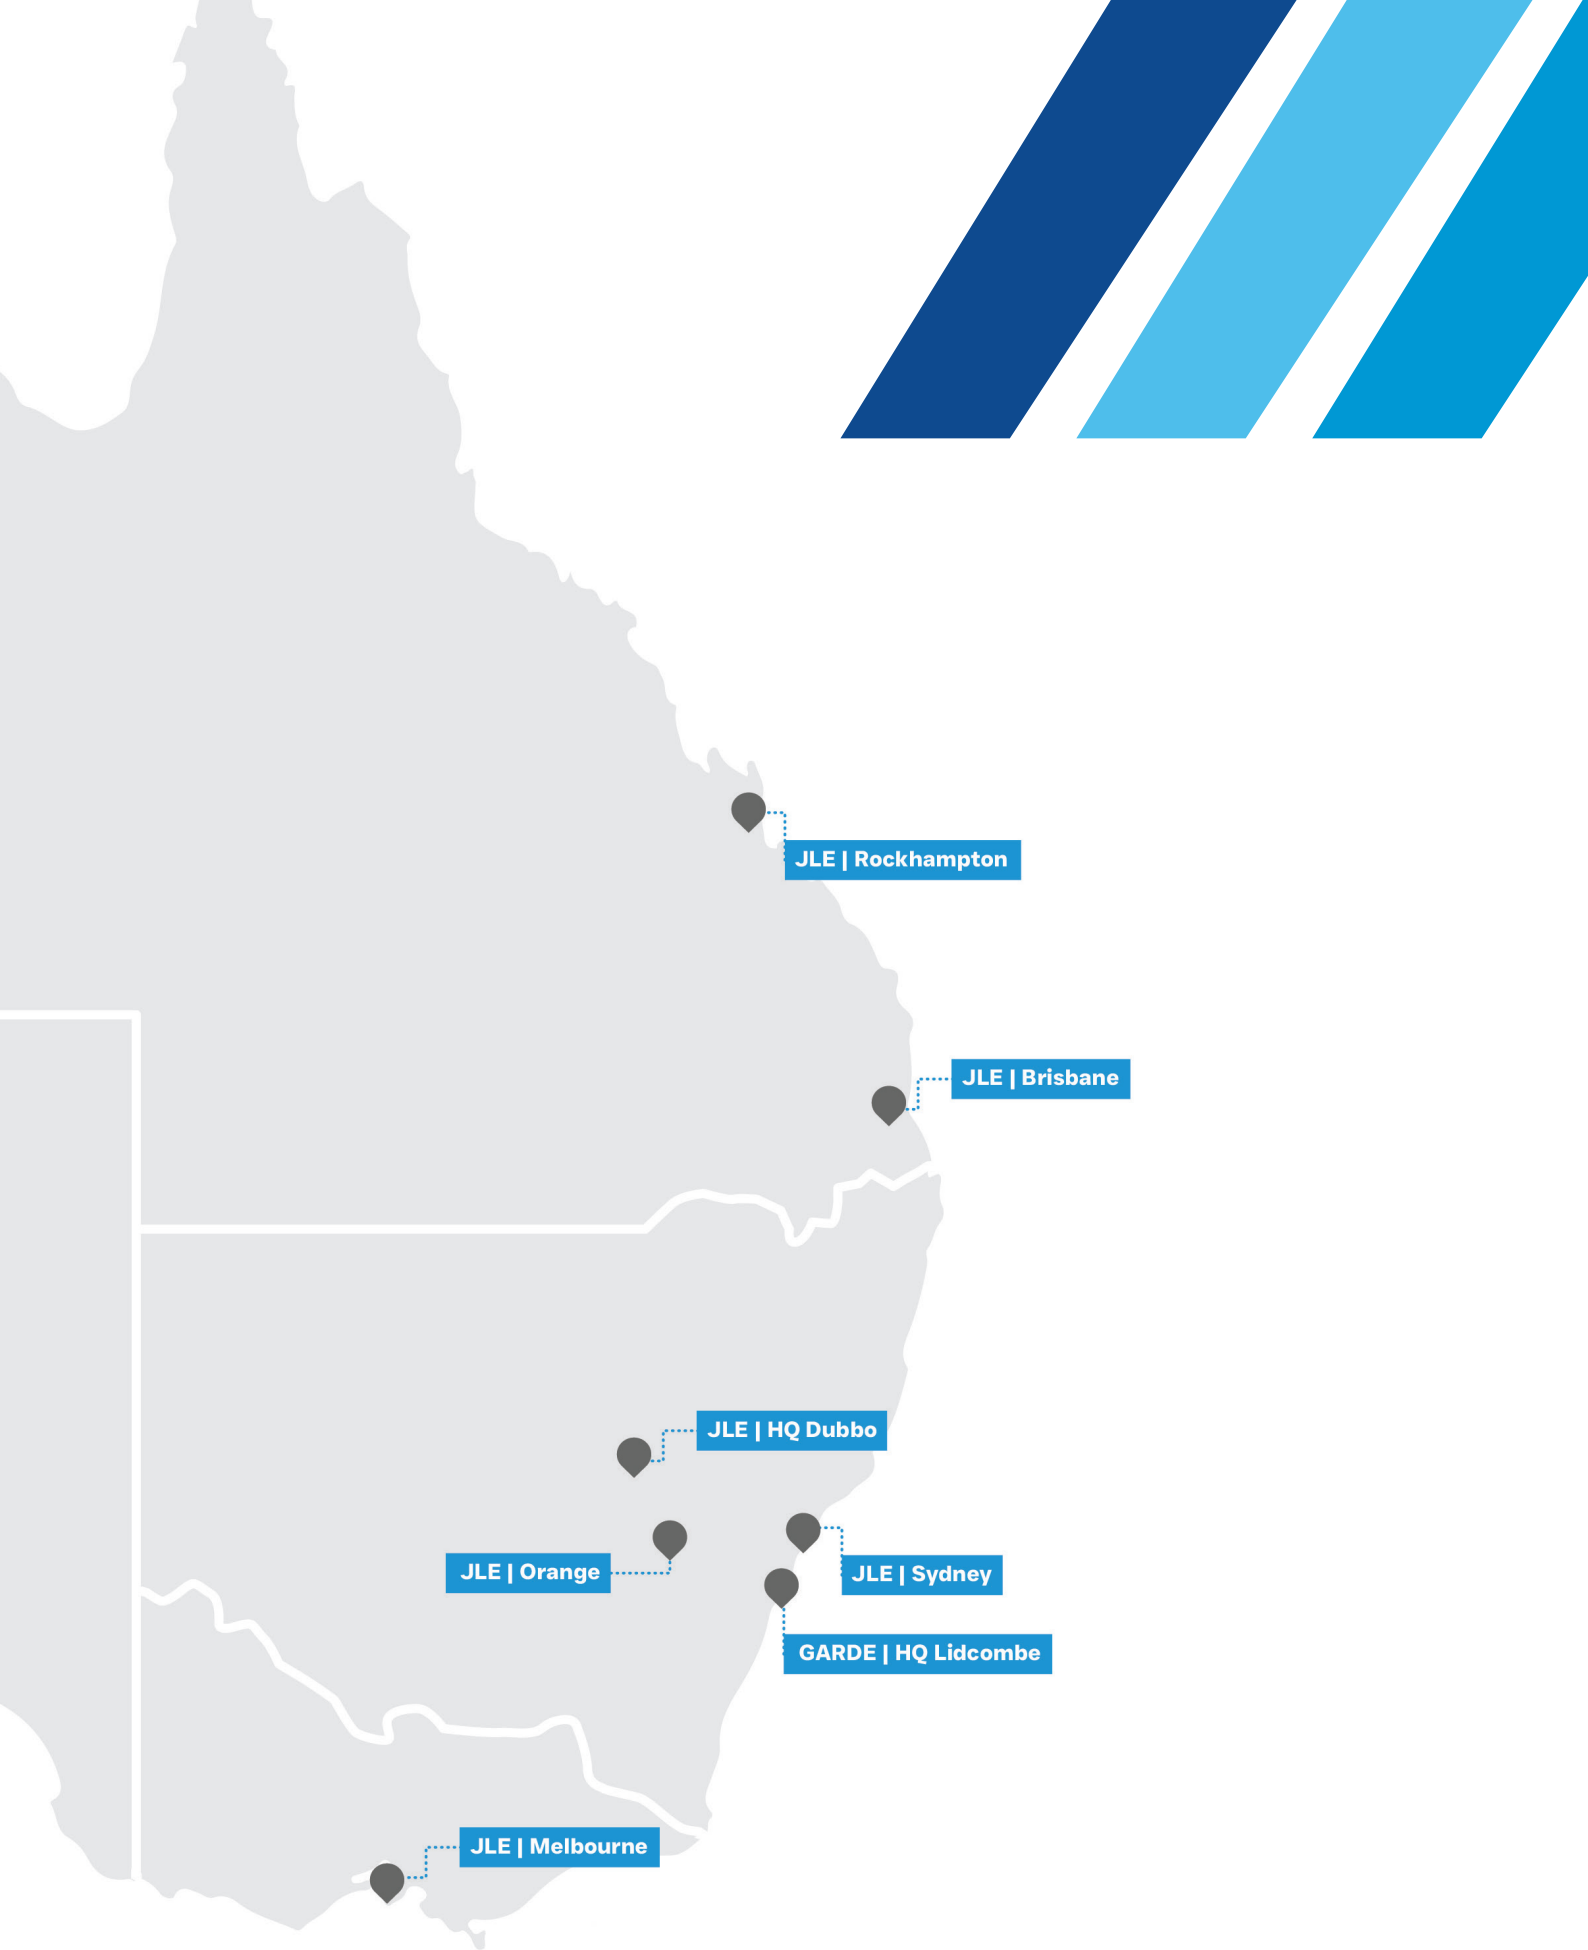 JLE | Rockhampton
JLE | Brisbane
JLE | HQ Dubbo
JLE | Orange
JLE | Sydney
GARDE | HQ Lidcombe
JLE | Melbourne